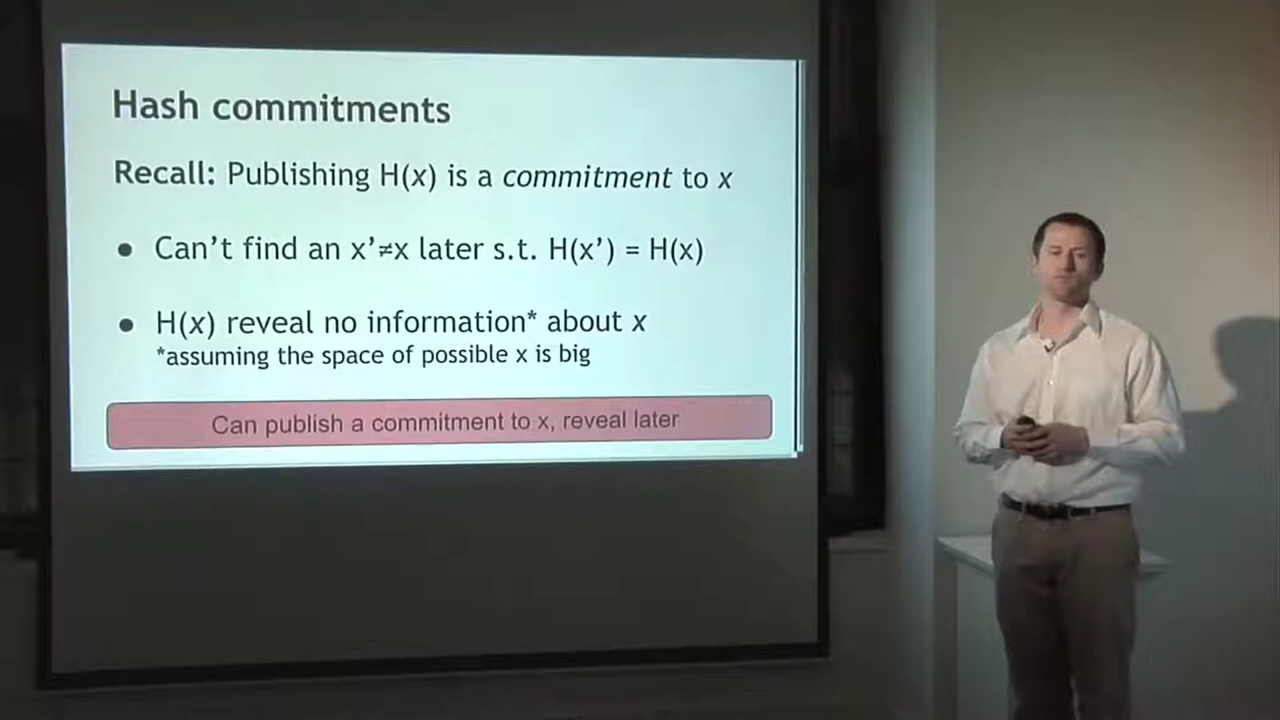 Hash commitments
Recall: Publishing H(x) is a commitment to x
• Can't find an x'≠x later s.t. H(x') = H(x)
• H(x) reveal no information* about x
*assuming the space of possible x is big
Can publish a commitment to x, reveal later